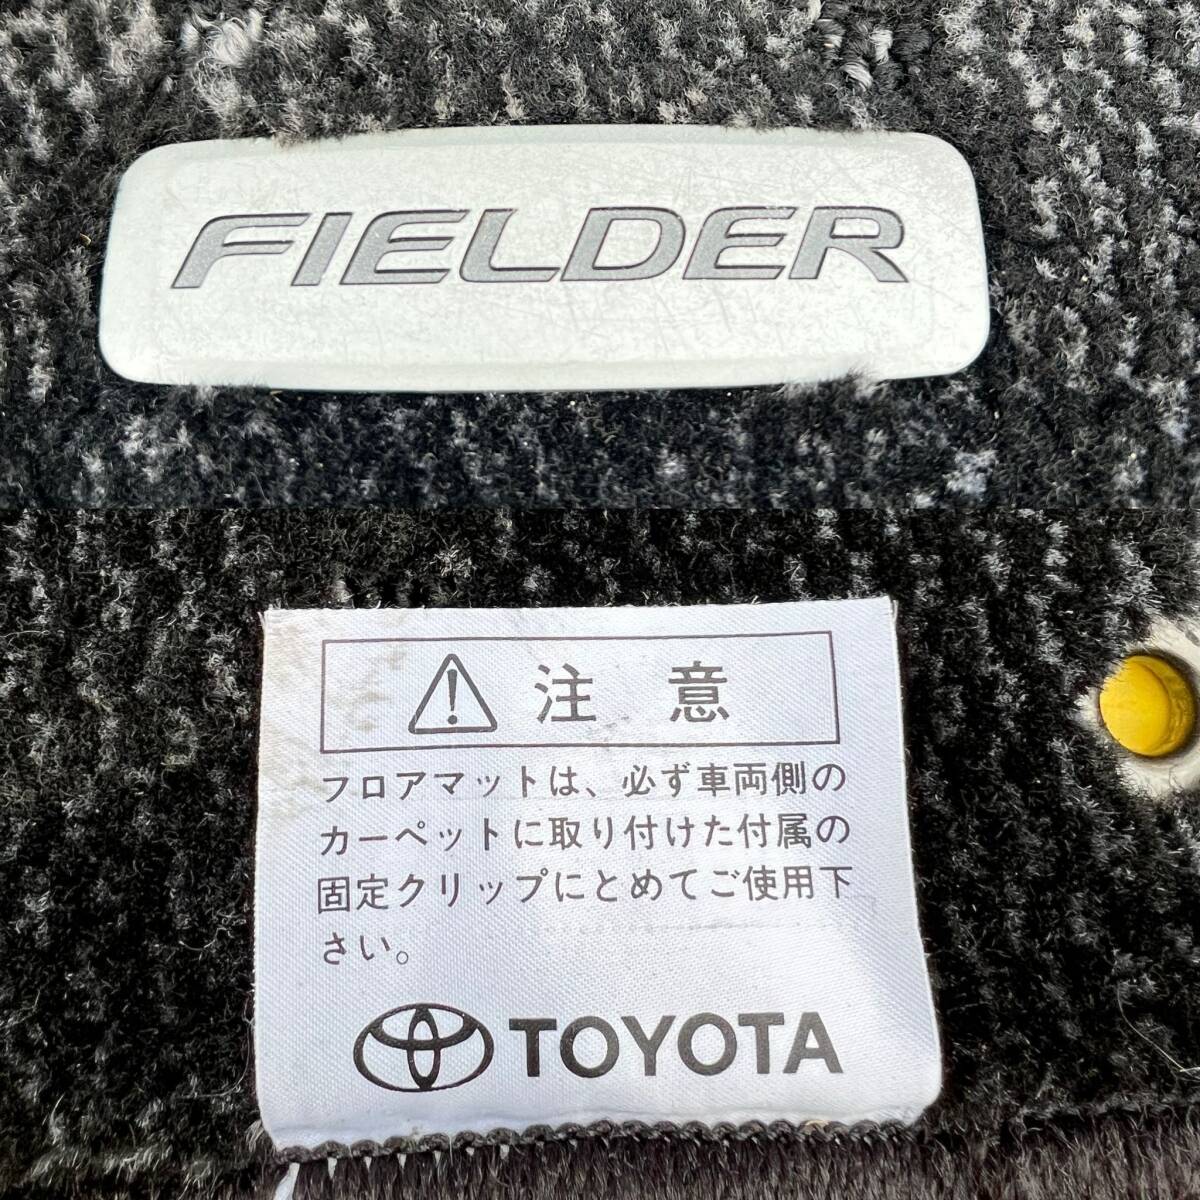 FIELDER
注 意
フロアマットは、必ず車両側の
カーペットに取り付けた付属の
固定クリップにとめてご使用下
さい。
TOYOTA